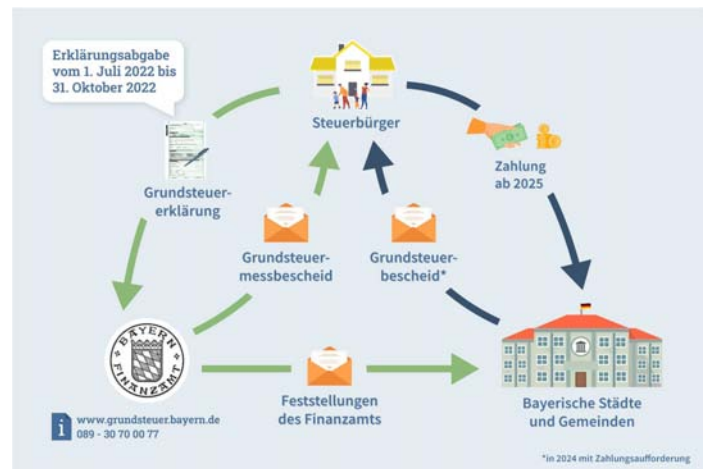 Erklärungsabgabe
vom 1. Juli 2022 bis
31. Oktober 2022
Steuerbürger
Grundsteuer-
erklärung
Zahlung
ab 2025
Grundsteuer-
messbescheid
Grundsteuer-
bescheid*
BAYERN
FINANZAMT
Feststellungen
des Finanzamts
Bayerische Städte
und Gemeinden
i
www.grundsteuer.bayern.de
089 - 30 70 00 77
*in 2024 mit Zahlungsaufforderung